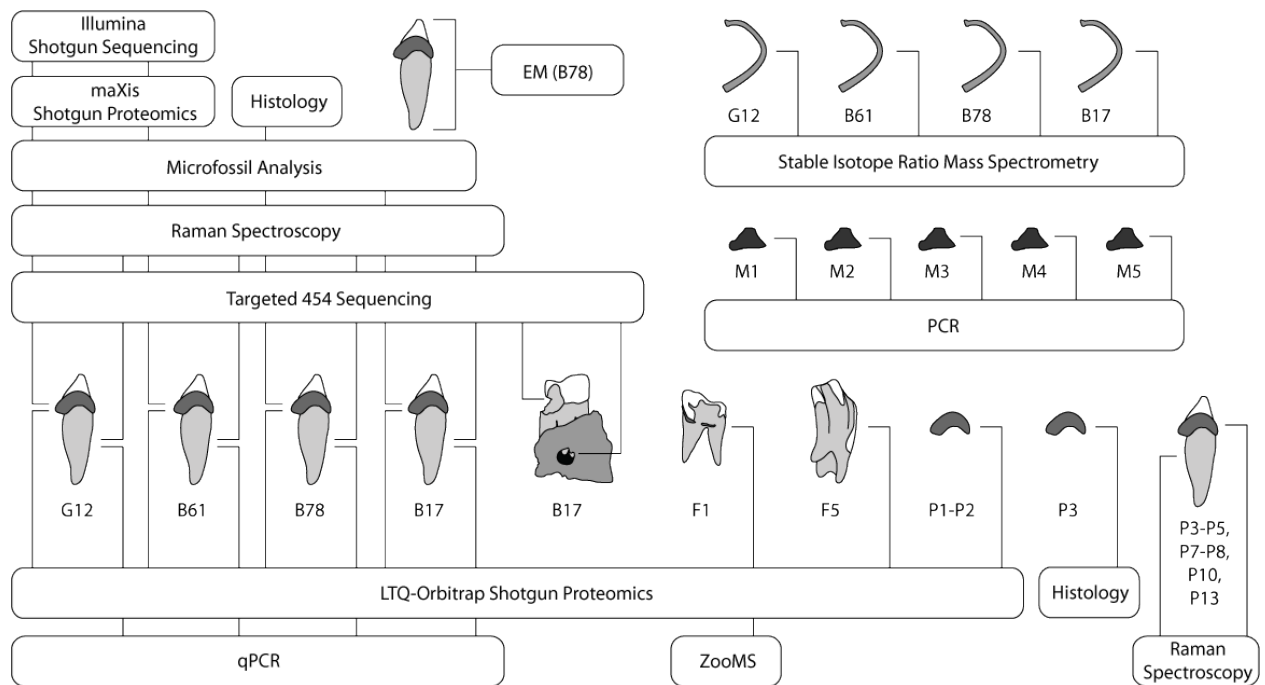 Illumina
Shotgun Sequencing
maXis
Shotgun Proteomics
Histology
EM (B78)
Microfossil Analysis
Raman Spectroscopy
Targeted 454 Sequencing
G12
B61
B78
B17
Stable Isotope Ratio Mass Spectrometry
M1
M2
M3
M4
M5
PCR
G12
B61
B78
B17
B17
F1
F5
P1-P2
P3
P3-P5,
P7-P8,
P10,
P13
LTQ-Orbitrap Shotgun Proteomics
Histology
qPCR
ZooMS
Raman
Spectroscopy